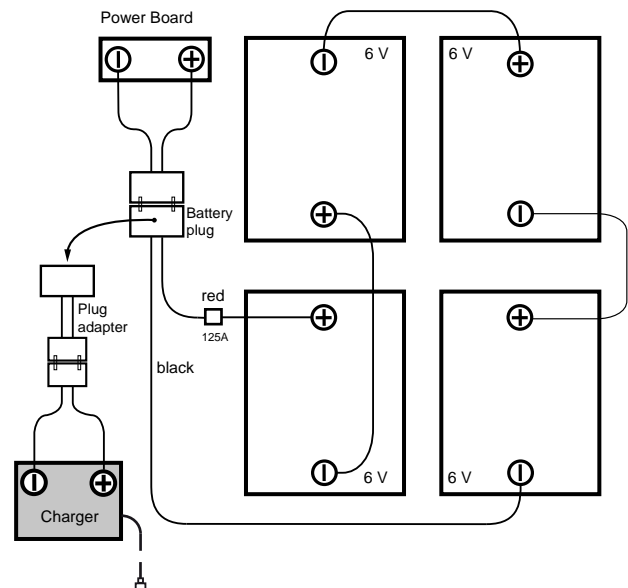 Power Board
6 V
6 V
Battery
plug
red
125A
Plug
adapter
black
6 V
6 V
Charger